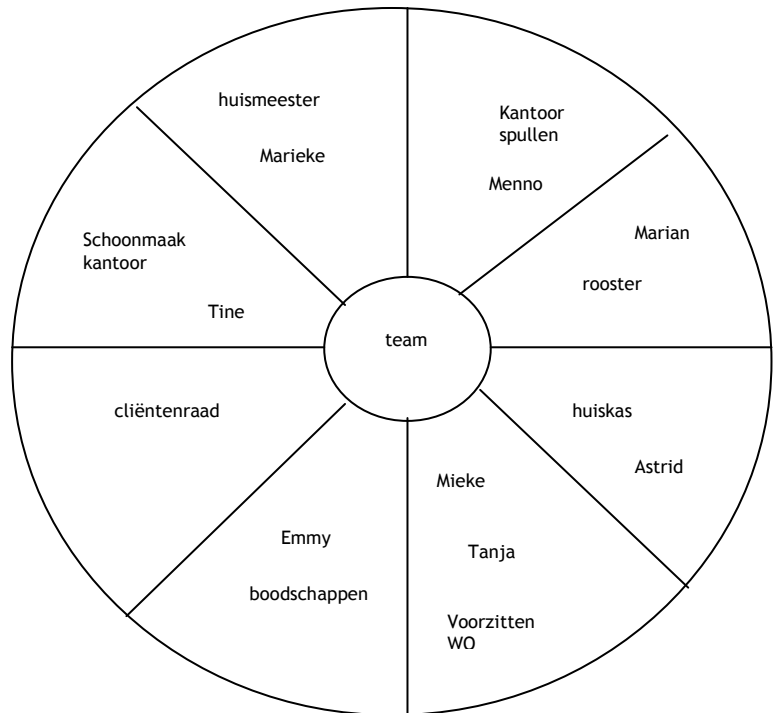 huismeester
Marieke
Kantoor
spullen
Menno
Marian
rooster
Schoonmaak
kantoor
Tine
team
cliëntenraad
huiskas
Astrid
Mieke
Tanja
Voorzitten
WO
Emmy
boodschappen